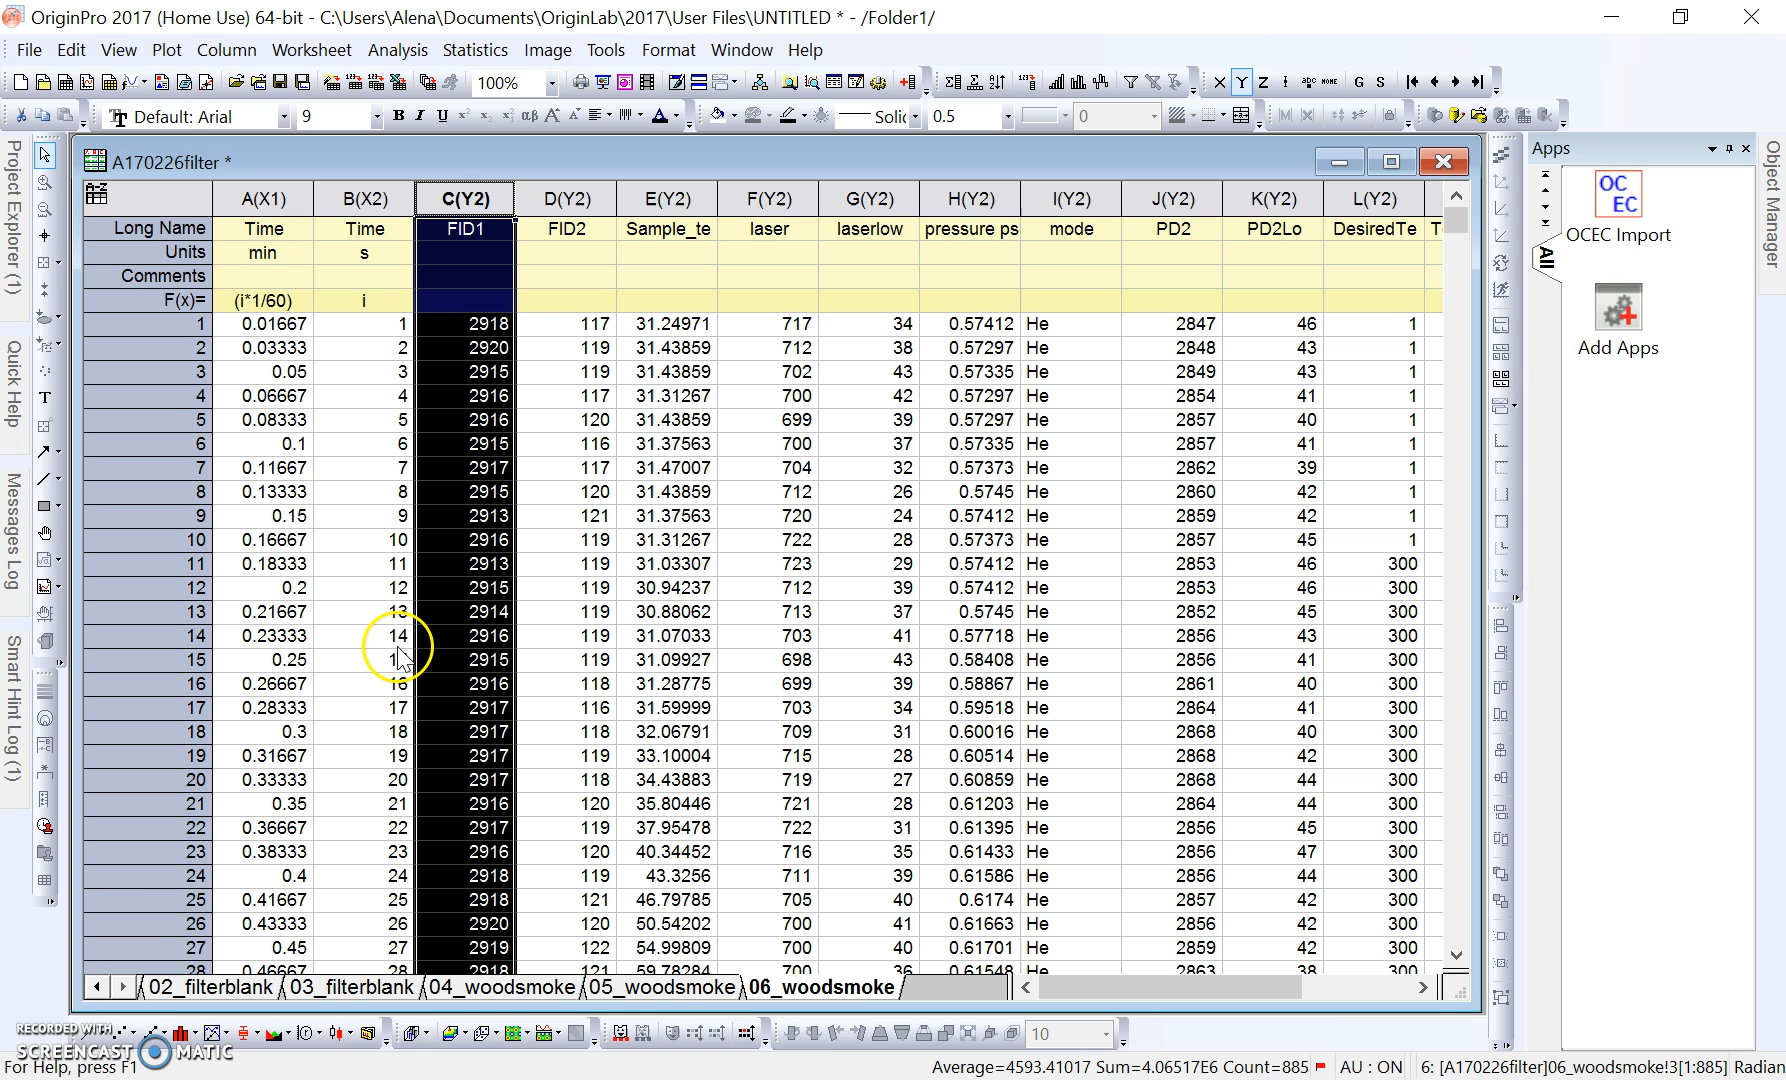 OriginPro 2017 (Home Use) 64-bit - C:\Users\Alena\Documents\OriginLab\2017\User Files\UNTITLED * - /Folder1/
File Edit View Plot Column Worksheet Analysis Statistics Image Tools Format Window Help
100%
X Y Z
G S
Default: Arial 9 B I U αβ A A A Solid 0.5 0
Project Explorer (1)
Quick Help
Messages Log
Smart Hint Log (1)
A170226filter *
A(X1) B(X2) C(Y2) D(Y2) E(Y2) F(Y2) G(Y2) H(Y2) I(Y2) J(Y2) K(Y2) L(Y2)
Long Name Time Time FID1 FID2 Sample_te laser laserlow pressure ps mode PD2 PD2Lo DesiredTe T
Units min s
Comments
F(x)= (i*1/60) i
1 0.01667 1 2918 117 31.24971 717 34 0.57412 He 2847 46 1
2 0.03333 2 2920 119 31.43859 712 38 0.57297 He 2848 43 1
3 0.05 3 2915 119 31.43859 702 43 0.57335 He 2849 43 1
4 0.06667 4 2916 117 31.31267 700 42 0.57297 He 2854 41 1
5 0.08333 5 2916 120 31.43859 699 39 0.57297 He 2857 40 1
6 0.1 6 2915 116 31.37563 700 37 0.57335 He 2857 41 1
7 0.11667 7 2917 117 31.47007 704 32 0.57373 He 2862 39 1
8 0.13333 8 2915 120 31.43859 712 26 0.5745 He 2860 42 1
9 0.15 9 2913 121 31.37563 720 24 0.57412 He 2859 42 1
10 0.16667 10 2916 119 31.31267 722 28 0.57373 He 2857 45 1
11 0.18333 11 2913 119 31.03307 723 29 0.57412 He 2853 46 300
12 0.2 12 2915 119 30.94237 712 39 0.57412 He 2853 46 300
13 0.21667 13 2914 119 30.88062 713 37 0.5745 He 2852 45 300
14 0.23333 14 2916 119 31.07033 703 41 0.57718 He 2856 43 300
15 0.25 2915 119 31.09927 698 43 0.58408 He 2856 41 300
16 0.26667 16 2916 118 31.28775 699 39 0.58867 He 2861 40 300
17 0.28333 17 2917 116 31.59999 703 34 0.59518 He 2864 41 300
18 0.3 18 2917 118 32.06791 709 31 0.60016 He 2868 40 300
19 0.31667 19 2917 119 33.10004 715 28 0.60514 He 2868 42 300
20 0.33333 20 2917 118 34.43883 719 27 0.60859 He 2868 44 300
21 0.35 21 2916 120 35.80446 721 28 0.61203 He 2864 44 300
22 0.36667 22 2917 119 37.95478 722 31 0.61395 He 2856 45 300
23 0.38333 23 2916 120 40.34452 716 35 0.61433 He 2856 47 300
24 0.4 24 2918 119 43.3256 711 39 0.61586 He 2856 44 300
25 0.41667 25 2918 121 46.79785 705 40 0.6174 He 2857 42 300
26 0.43333 26 2920 120 50.54202 700 41 0.61663 He 2856 42 300
27 0.45 27 2919 122 54.99809 700 40 0.61701 He 2859 42 300
28 0.46667 28 2918 121 59.78284 700 36 0.61548 He 2863 38 300
02_filterblank 03_filterblank 04_woodsmoke 05_woodsmoke 06_woodsmoke
Apps
OC
EC
OCEC Import
All
Add Apps
Object Manager
10
RECORDED WITH
SCREENCAST MATIC
For Help, press F1
Average=4593.41017 Sum=4.06517E6 Count=885 AU : ON 6: [A170226filter]06_woodsmoke!3[1:885] Radian